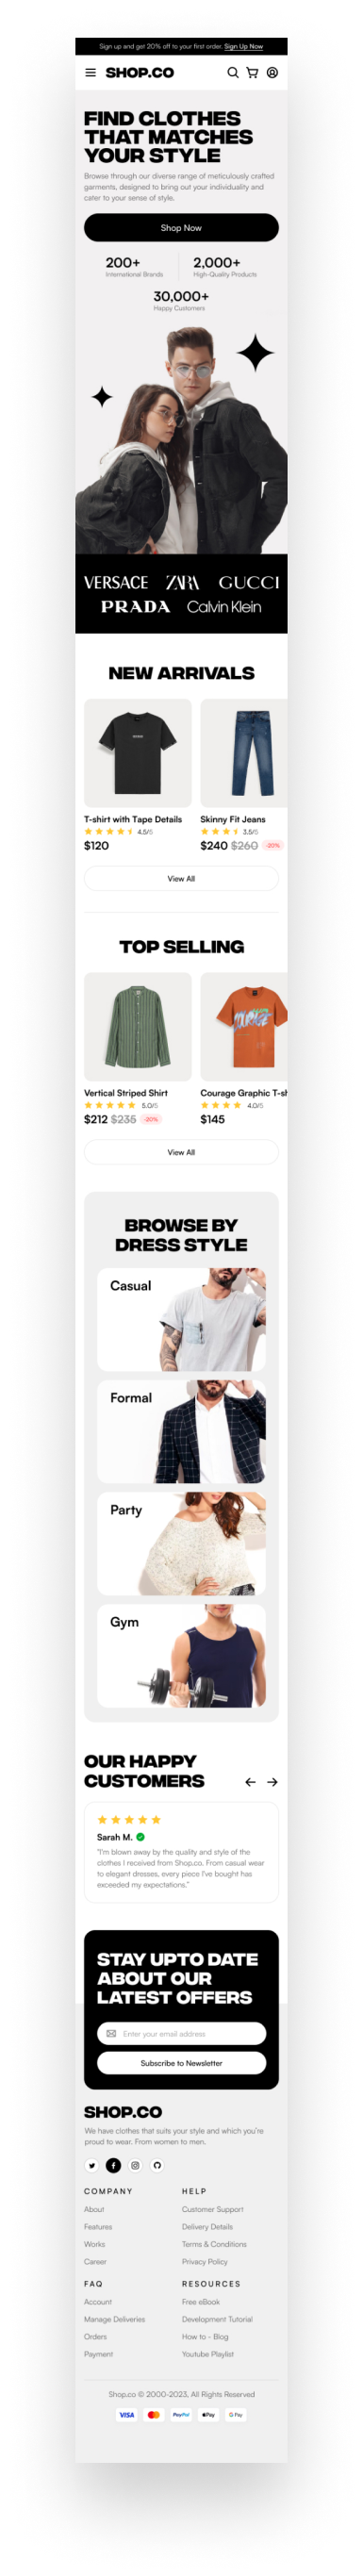 Sign up and get 20% off to your first order. Sign Up Now
SHOP.CO
FIND CLOTHES
THAT MATCHES
YOUR STYLE
Browse through our diverse range of meticulously crafted
garments, designed to bring out your individuality and
cater to your sense of style.
Shop Now
200+
International Brands
2,000+
High-Quality Products
30,000+
Happy Customers
VERSACE ZARA GUCCI
PRADA Calvin Klein
NEW ARRIVALS
T-shirt with Tape Details
4.5/5
$120
Skinny Fit Jeans
3.5/5
$240 $260 -20%
View All
TOP SELLING
Vertical Striped Shirt
5.0/5
$212 $235 -20%
Courage Graphic T-sh
4.0/5
$145
View All
BROWSE BY
DRESS STYLE
Casual
Formal
Party
Gym
OUR HAPPY
CUSTOMERS
Sarah M.
"I'm blown away by the quality and style of the
clothes I received from Shop.co. From casual wear
to elegant dresses, every piece I've bought has
exceeded my expectations."
STAY UPTO DATE
ABOUT OUR
LATEST OFFERS
Enter your email address
Subscribe to Newsletter
SHOP.CO
We have clothes that suits your style and which you're
proud to wear. From women to men.
COMPANY
About
Features
Works
Career
HELP
Customer Support
Delivery Details
Terms & Conditions
Privacy Policy
FAQ
Account
Manage Deliveries
Orders
Payment
RESOURCES
Free eBook
Development Tutorial
How to - Blog
Youtube Playlist
Shop.co © 2000-2023, All Rights Reserved
VISA PayPal Pay G Pay